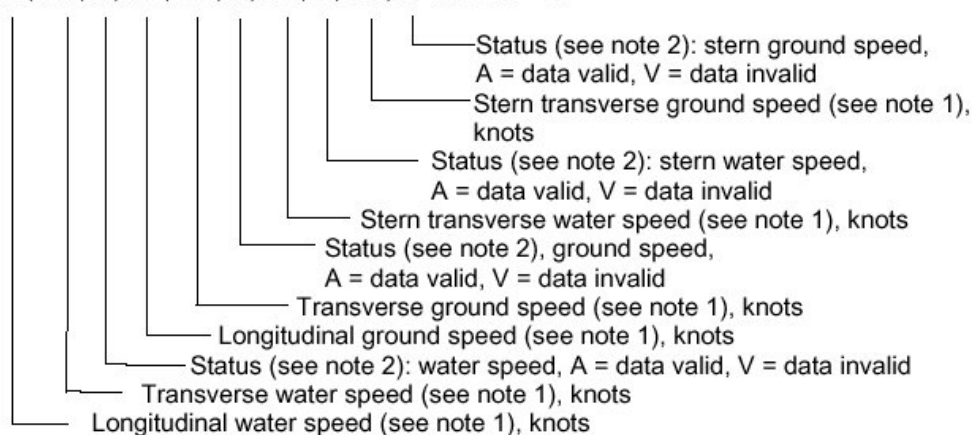 Status (see note 2): stern ground speed,
A = data valid, V = data invalid
Stern transverse ground speed (see note 1),
knots
Status (see note 2): stern water speed,
A = data valid, V = data invalid
Stern transverse water speed (see note 1), knots
Status (see note 2), ground speed,
A = data valid, V = data invalid
Transverse ground speed (see note 1), knots
Longitudinal ground speed (see note 1), knots
Status (see note 2): water speed, A = data valid, V = data invalid
Transverse water speed (see note 1), knots
Longitudinal water speed (see note 1), knots